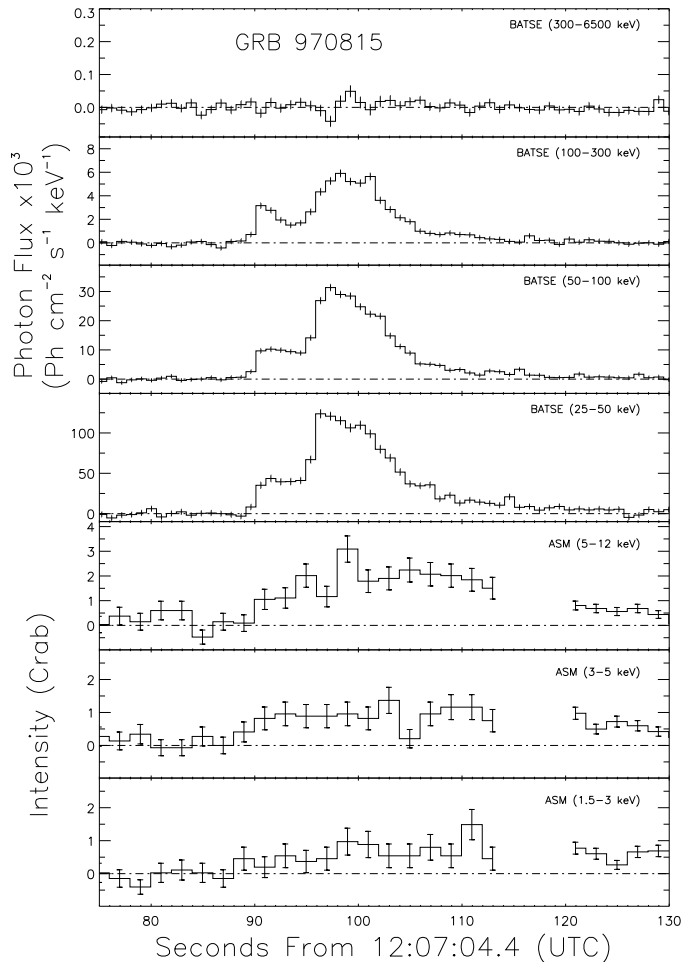 GRB 970815
BATSE (300-6500 keV)
0.3
0.2
0.1
0.0
BATSE (100-300 keV)
8
6
4
2
0
Photon Flux x10³
(Ph cm⁻² s⁻¹ keV⁻¹)
BATSE (50-100 keV)
30
20
10
0
BATSE (25-50 keV)
100
50
0
ASM (5-12 keV)
4
3
2
1
0
ASM (3-5 keV)
2
1
0
Intensity (Crab)
ASM (1.5-3 keV)
2
1
0
80 90 100 110 120 130
Seconds From 12:07:04.4 (UTC)